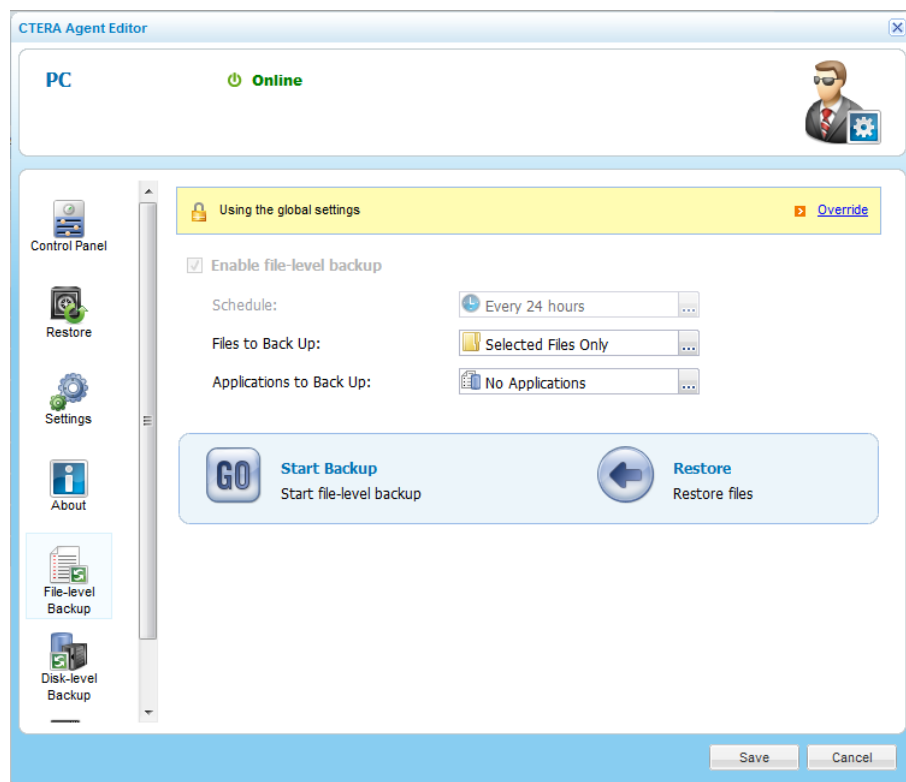 CTERA Agent Editor
PC
Online
Control Panel
Restore
Settings
About
File-level
Backup
Disk-level
Backup
Using the global settings
Override
Enable file-level backup
Schedule:
Every 24 hours
...
Files to Back Up:
Selected Files Only
...
Applications to Back Up:
No Applications
...
GO
Start Backup
Start file-level backup
Restore
Restore files
Save
Cancel